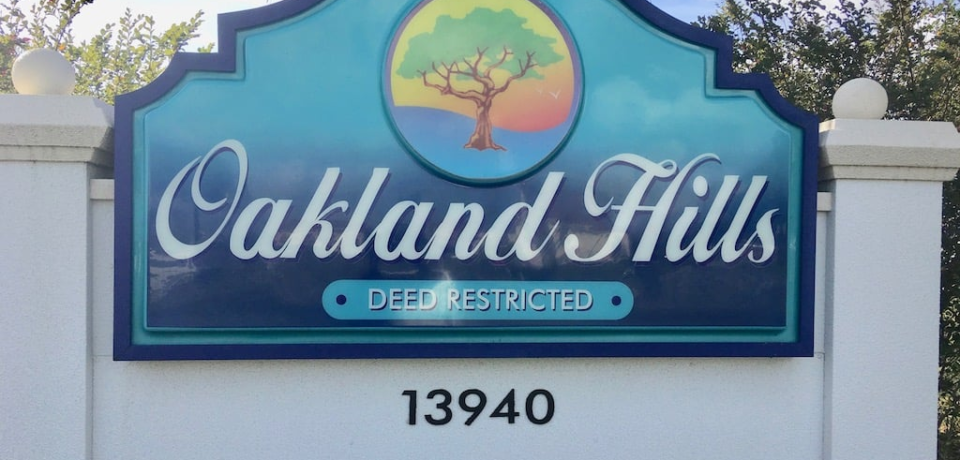 Oakland Hills
DEED RESTRICTED
13940